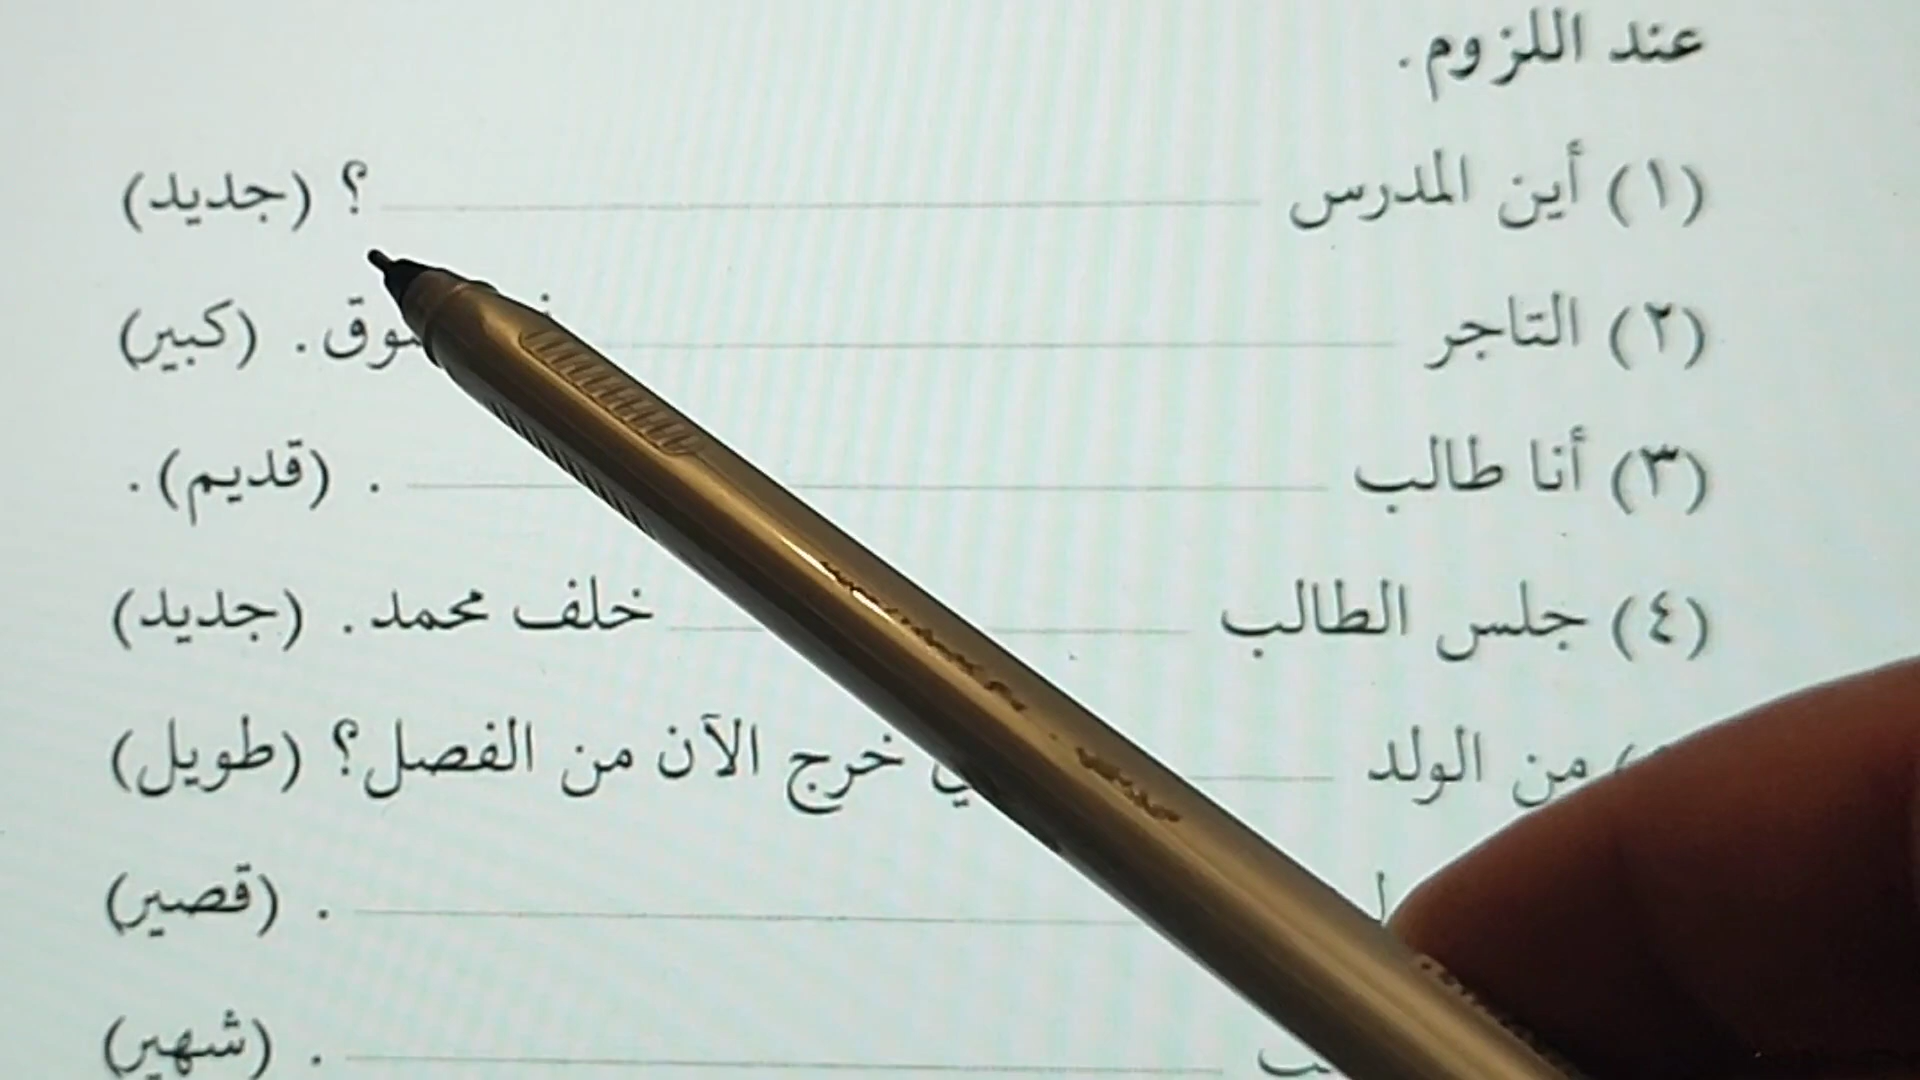 عند اللزوم.
(١) أين المدرس ؟ (جديد)
(٢) التاجر . (كبير)
(٣) أنا طالب . (قديم).
(٤) جلس الطالب خلف محمد. (جديد)
من الولد خرج الآن من الفصل؟ (طويل)
. (قصير)
. (شهير)